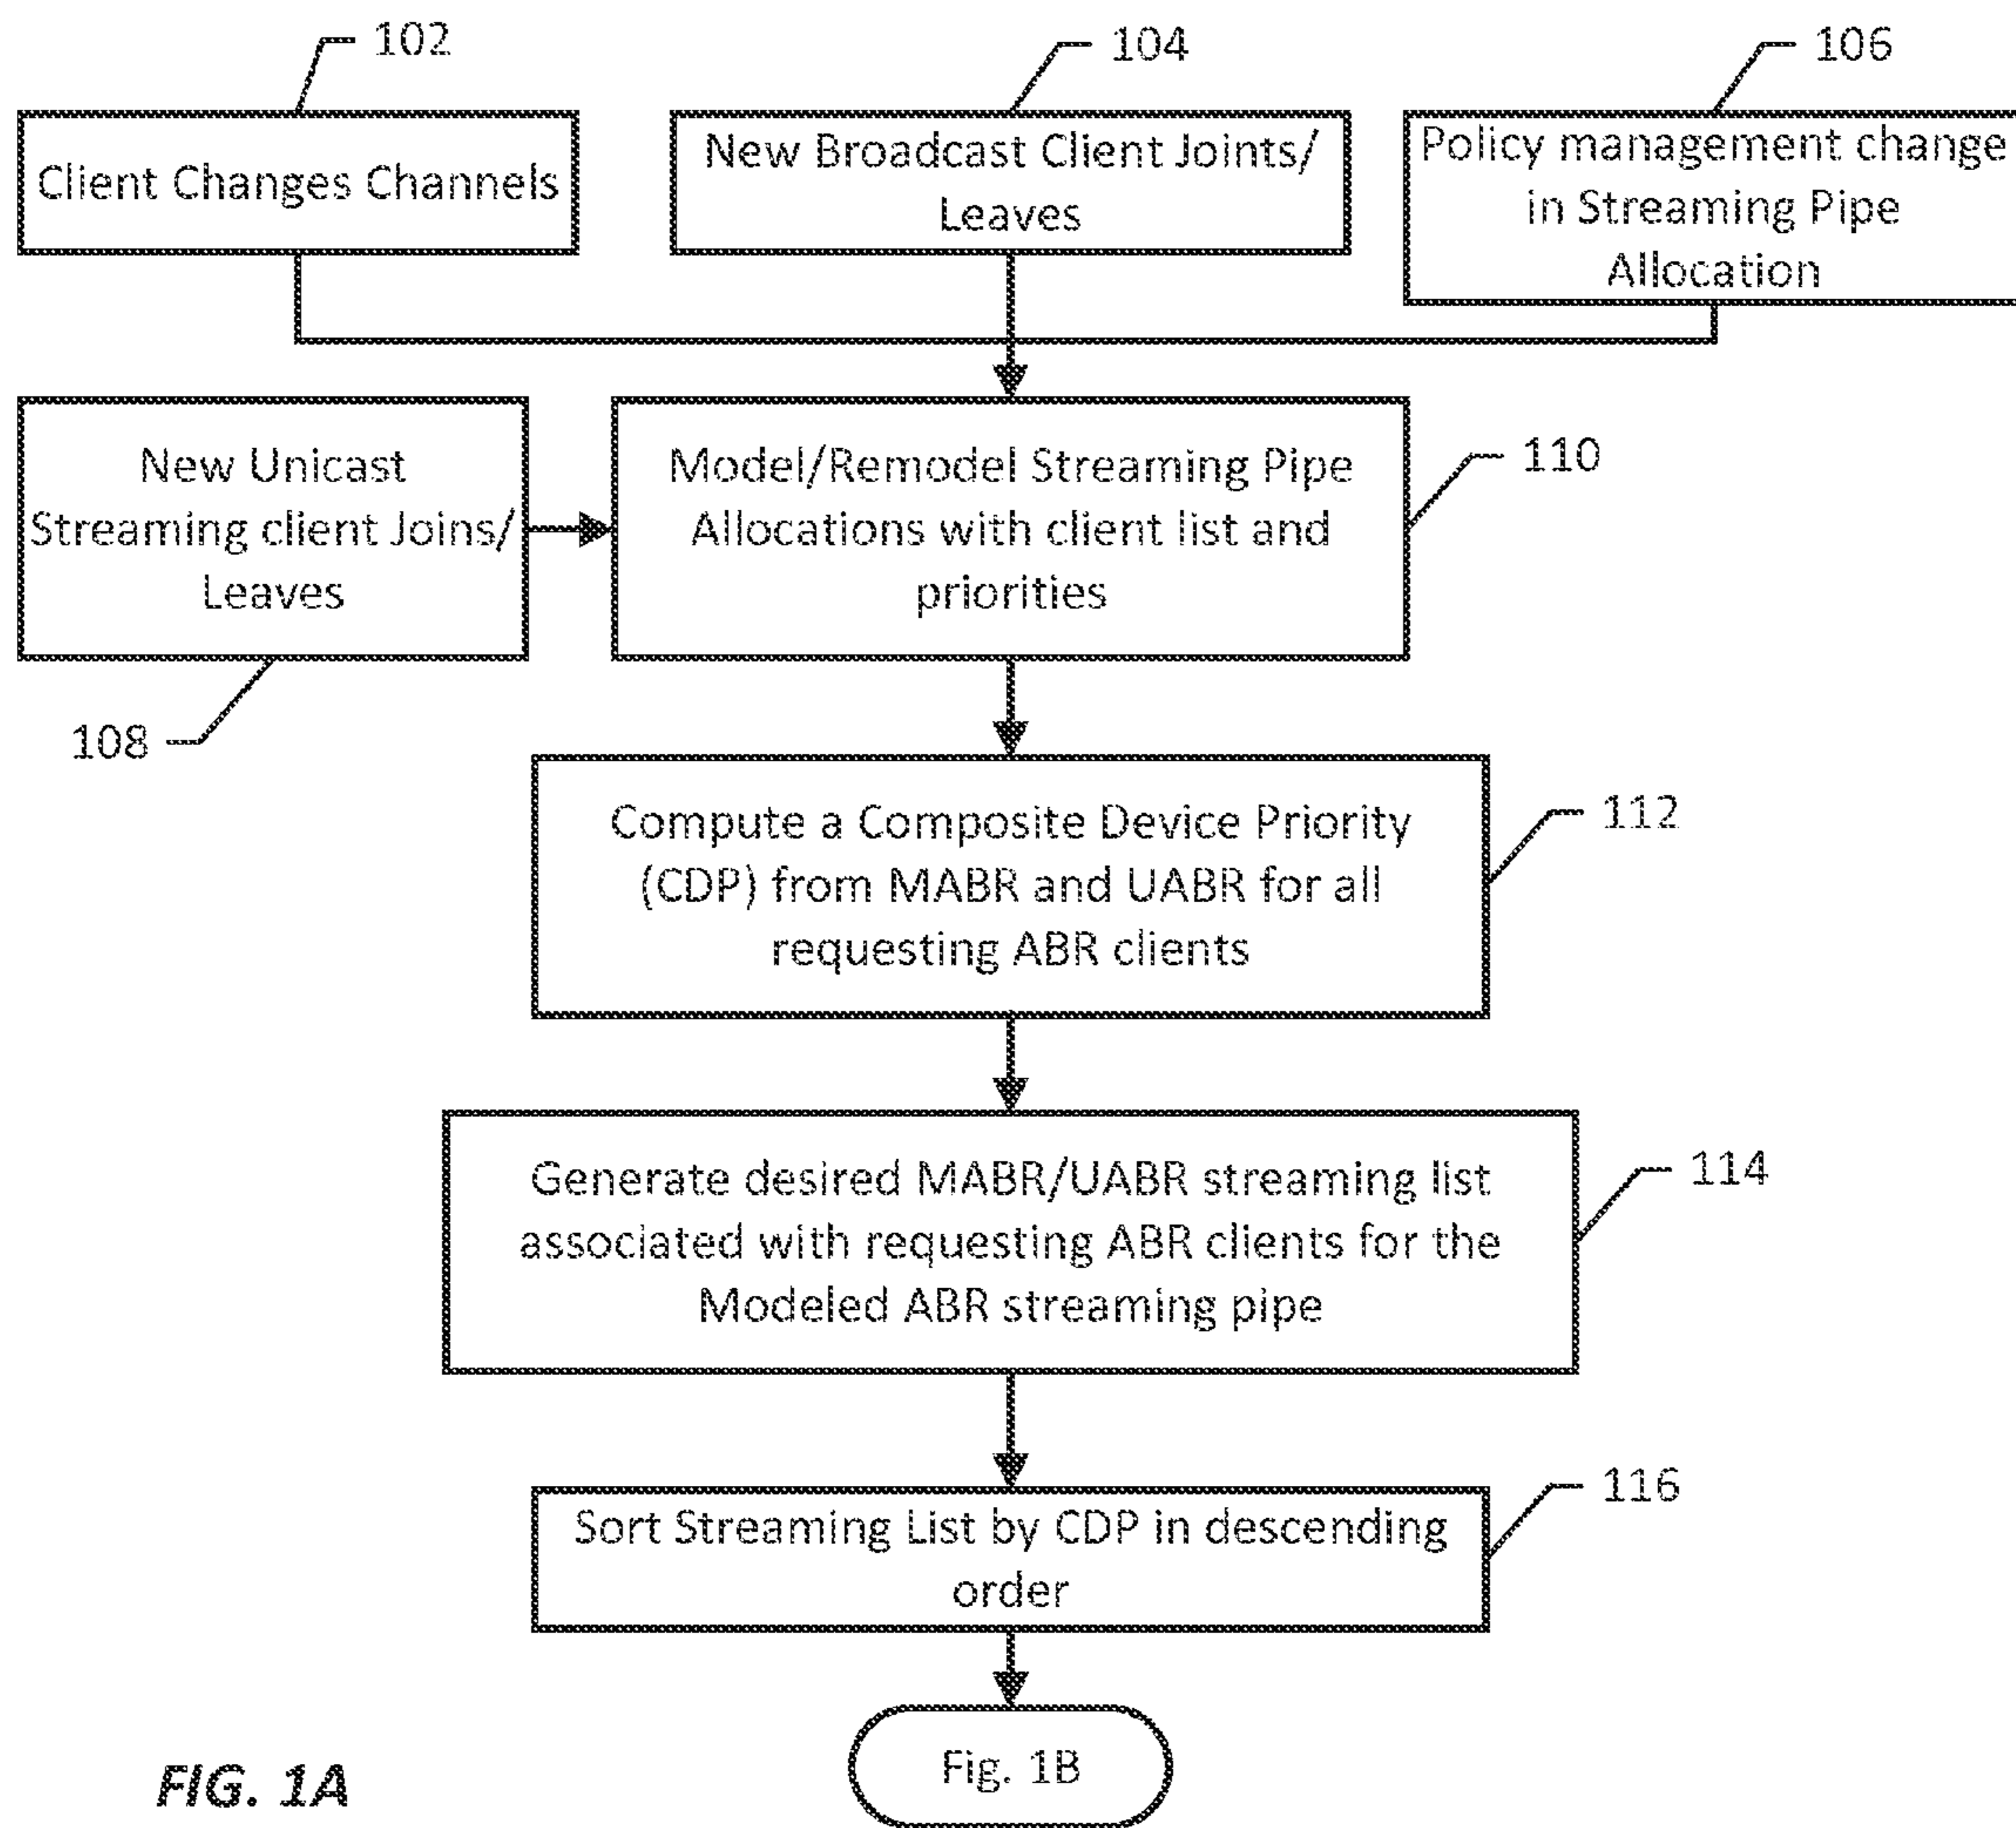 102
104
106
Client Changes Channels
New Broadcast Client Joints/
Leaves
Policy management change
in Streaming Pipe
Allocation
New Unicast
Streaming client Joins/
Leaves
108
Model/Remodel Streaming Pipe
Allocations with client list and
priorities
110
Compute a Composite Device Priority
(CDP) from MABR and UABR for all
requesting ABR clients
112
Generate desired MABR/UABR streaming list
associated with requesting ABR clients for the
Modeled ABR streaming pipe
114
Sort Streaming List by CDP in descending
order
116
Fig. 1B
FIG. 1A